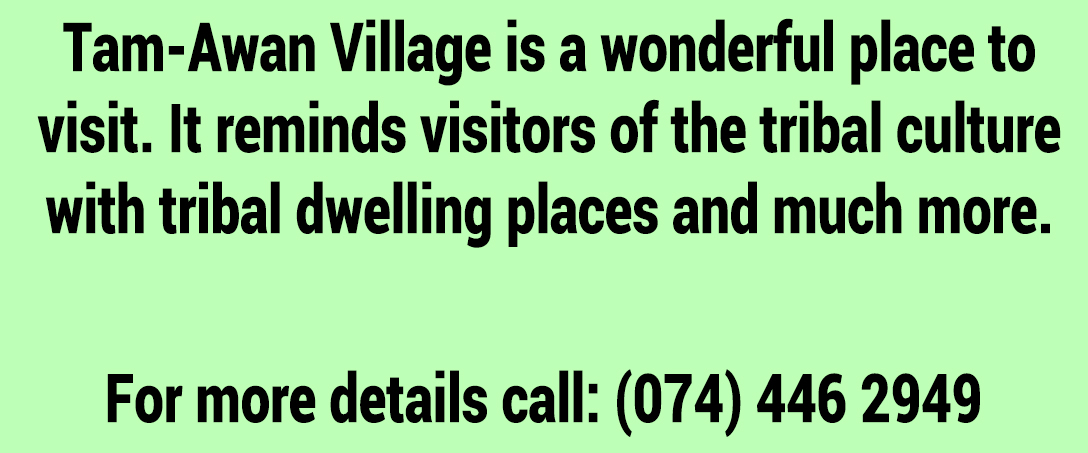 Tam-Awan Village is a wonderful place to
visit. It reminds visitors of the tribal culture
with tribal dwelling places and much more.
For more details call: (074) 446 2949